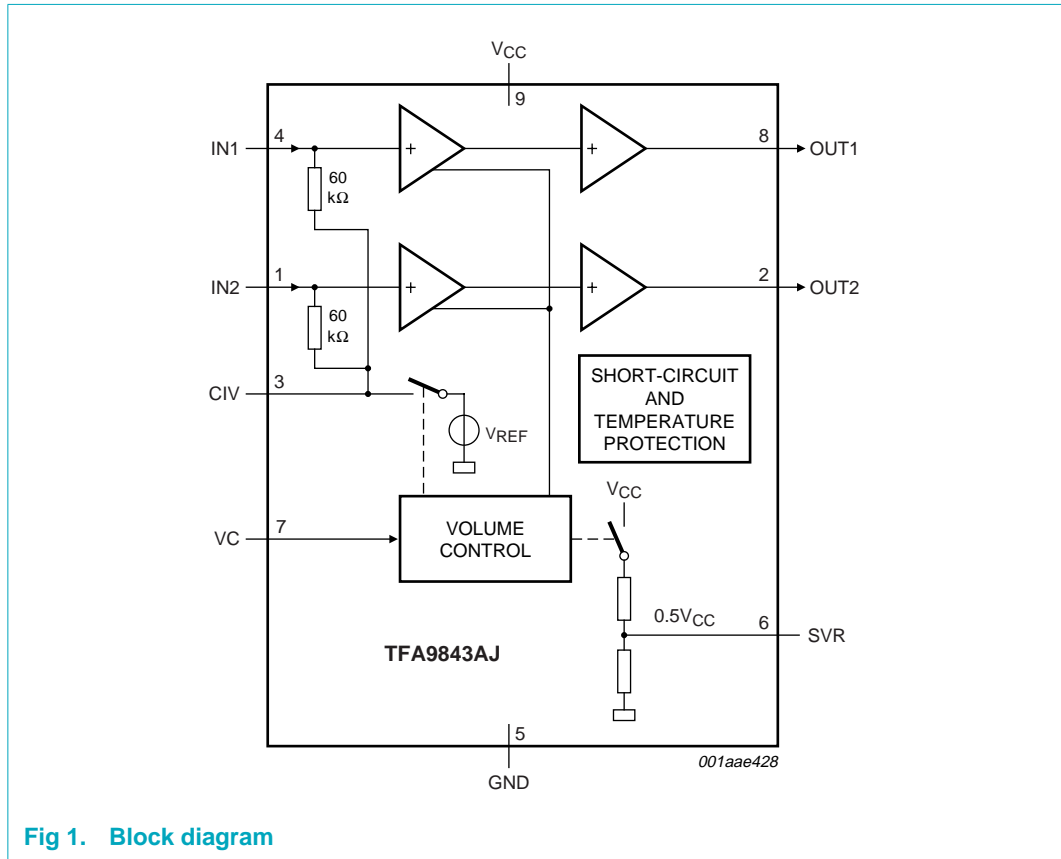 VCC
9
IN1
4
8
OUT1
+
+
60
kΩ
IN2
1
2
OUT2
+
+
60
kΩ
CIV
3
VREF
SHORT-CIRCUIT
AND
TEMPERATURE
PROTECTION
VCC
VC
7
VOLUME
CONTROL
0.5VCC
6
SVR
TFA9843AJ
5
GND
001aae428
Fig 1. Block diagram